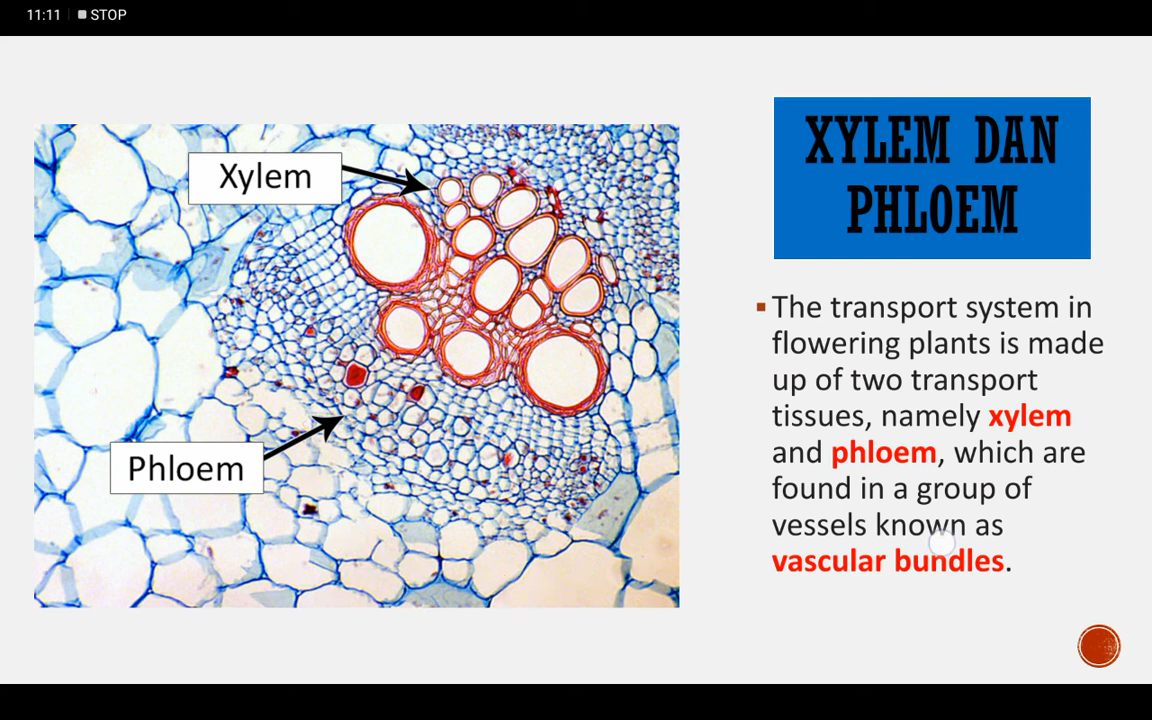 11:11 STOP
Xylem
Phloem
XYLEM DAN
PHLOEM
The transport system in
flowering plants is made
up of two transport
tissues, namely xylem
and phloem, which are
found in a group of
vessels known as
vascular bundles.